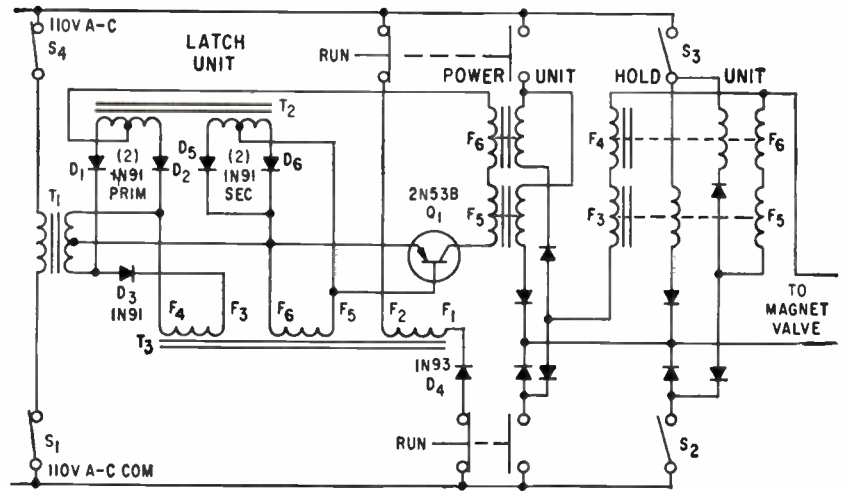 110V A-C
S4
LATCH
UNIT
RUN
S3
POWER UNIT
HOLD UNIT
T2
D1
(2)
1N91
PRIM
D2
D5
(2)
1N91
SEC
D6
F6
F5
F4
F3
F6
F5
T1
2N538
Q1
D3
1N91
F4
F3
F6
F5
F2
F1
T3
TO
MAGNET
VALVE
1N93
D4
RUN
S1
S2
110V A-C COM